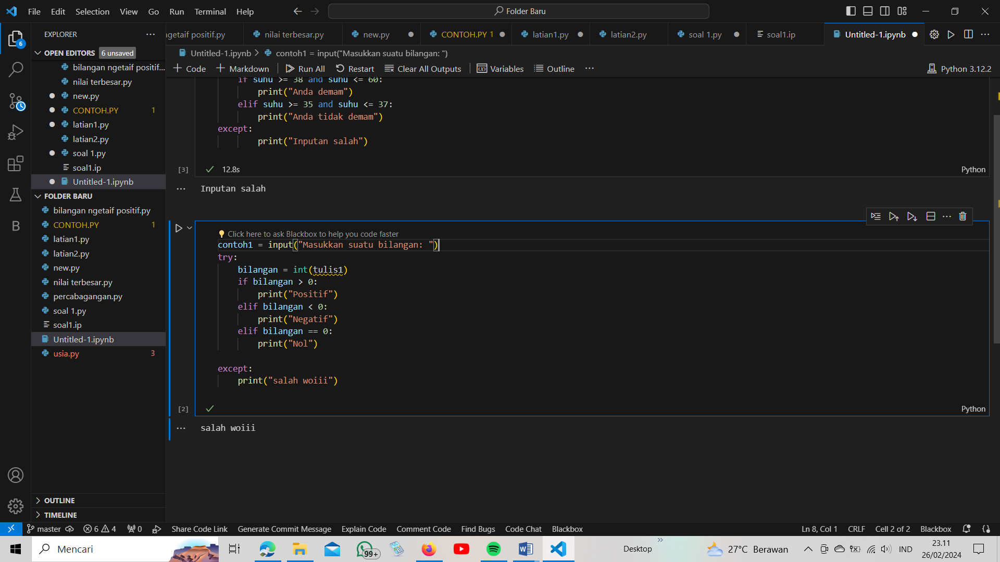 File Edit Selection View Go Run Terminal Help
Folder Baru
EXPLORER
OPEN EDITORS 6 unsaved
bilangan ngetaif positif...
nilai terbesar.py
new.py
CONTOH.PY 1
latian1.py
latian2.py
soal 1.py
soal1.ip
Untitled-1.ipynb
FOLDER BARU
bilangan ngetaif positif.py
CONTOH.PY 1
latian1.py
latian2.py
new.py
nilai terbesar.py
percabagangan.py
soal 1.py
soal1.ip
Untitled-1.ipynb
usia.py 3
OUTLINE
TIMELINE
6
B
ngetaif positif.py nilai terbesar.py new.py CONTOH.PY 1 latian1.py latian2.py soal 1.py soal1.ip Untitled-1.ipynb
Untitled-1.ipynb > contoh1 = input("Masukkan suatu bilangan: ")
+ Code + Markdown Run All Restart Clear All Outputs Variables Outline ... Python 3.12.2
if suhu >= 38 and suhu <= 60:
print("Anda demam")
elif suhu >= 35 and suhu <= 37:
print("Anda tidak demam")
except:
print("Inputan salah")
[3] 12.8s Python
Inputan salah
Click here to ask Blackbox to help you code faster
contoh1 = input("Masukkan suatu bilangan: ")
try:
bilangan = int(tulis1)
if bilangan > 0:
print("Positif")
elif bilangan < 0:
print("Negatif")
elif bilangan == 0:
print("Nol")
except:
print("salah woiii")
[2] Python
salah woiii
master 6 4 0 Share Code Link Generate Commit Message Explain Code Comment Code Find Bugs Code Chat Blackbox Ln 8, Col 1 CRLF Cell 2 of 2 Blackbox
Mencari 99+ Desktop 27°C Berawan IND 23.11
26/02/2024